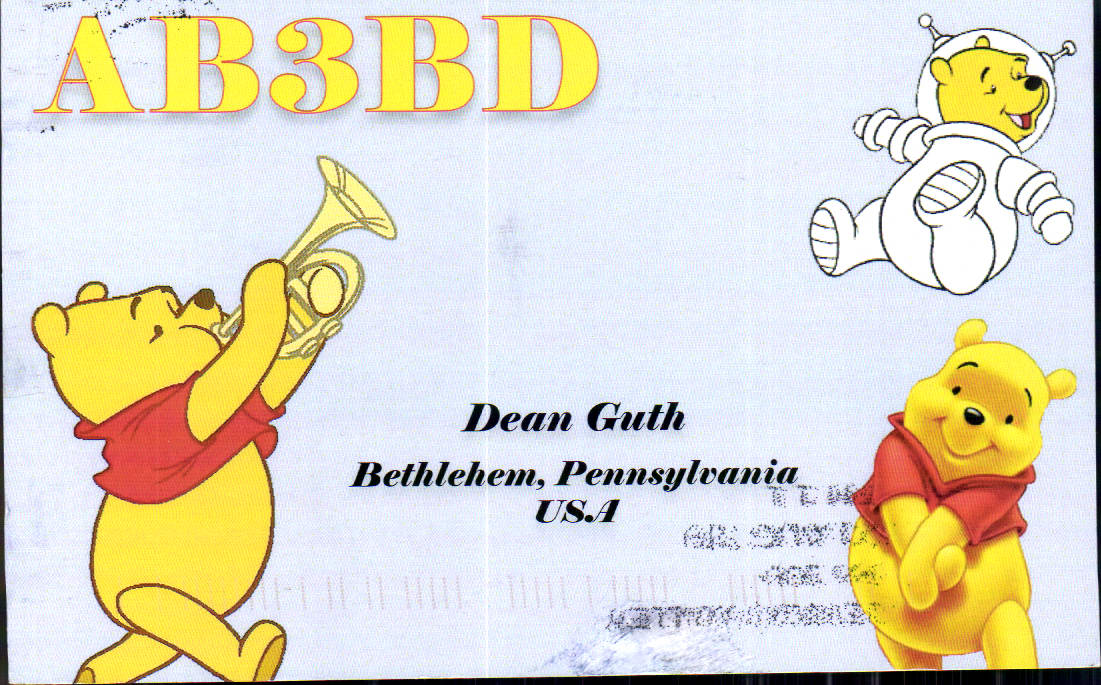 AB3BD
Dean Guth
Bethlehem, Pennsylvania
USA